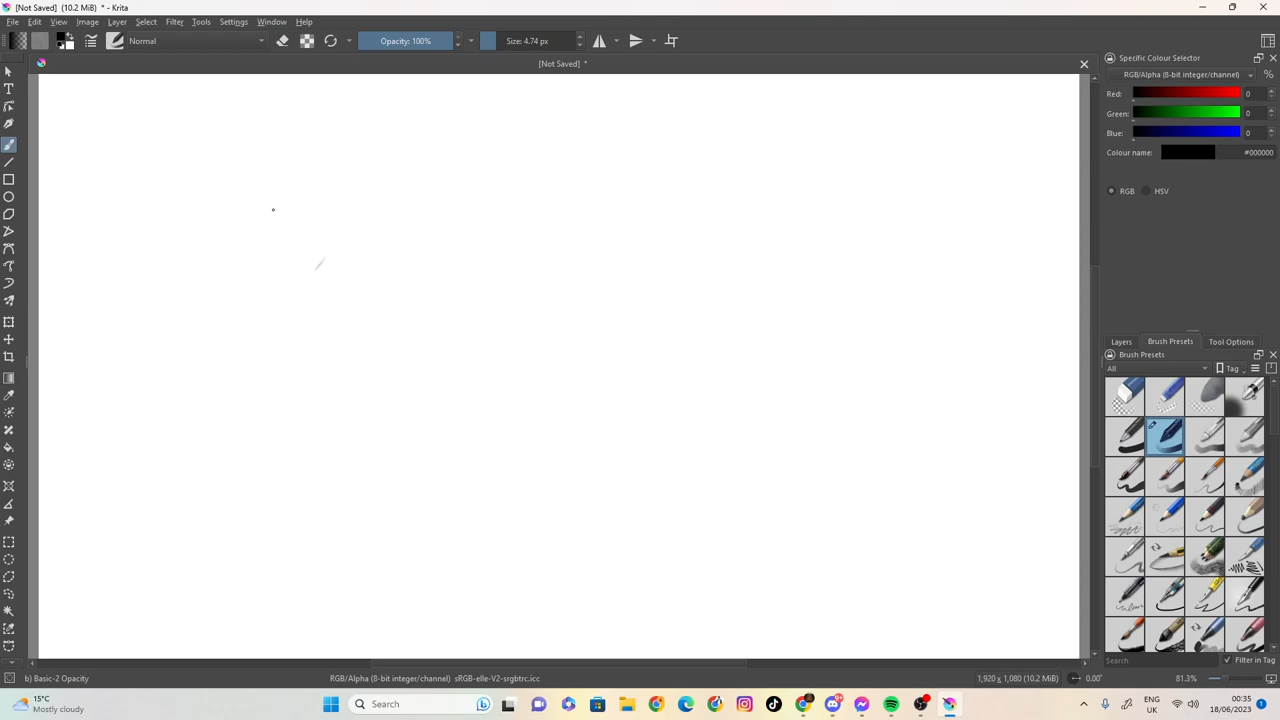 [Not Saved]  (10.2 MiB)  * - Krita
File Edit View Image Layer Select Filter Tools Settings Window Help
Normal Opacity: 100% Size: 4.74 px
[Not Saved] *
Specific Colour Selector
RGB/Alpha (8-bit integer/channel) %
Red: 0
Green: 0
Blue: 0
Colour name: #000000
RGB HSV
Layers Brush Presets Tool Options
Brush Presets
All Tag
Search Filter in Tag
b) Basic-2 Opacity RGB/Alpha (8-bit integer/channel) sRGB-elle-V2-srgbtrc.icc 1,920 x 1,080 (10.2 MiB) 0.00° 81.3%
15°C
Mostly cloudy
Search
ENG
UK
00:35
18/06/2023